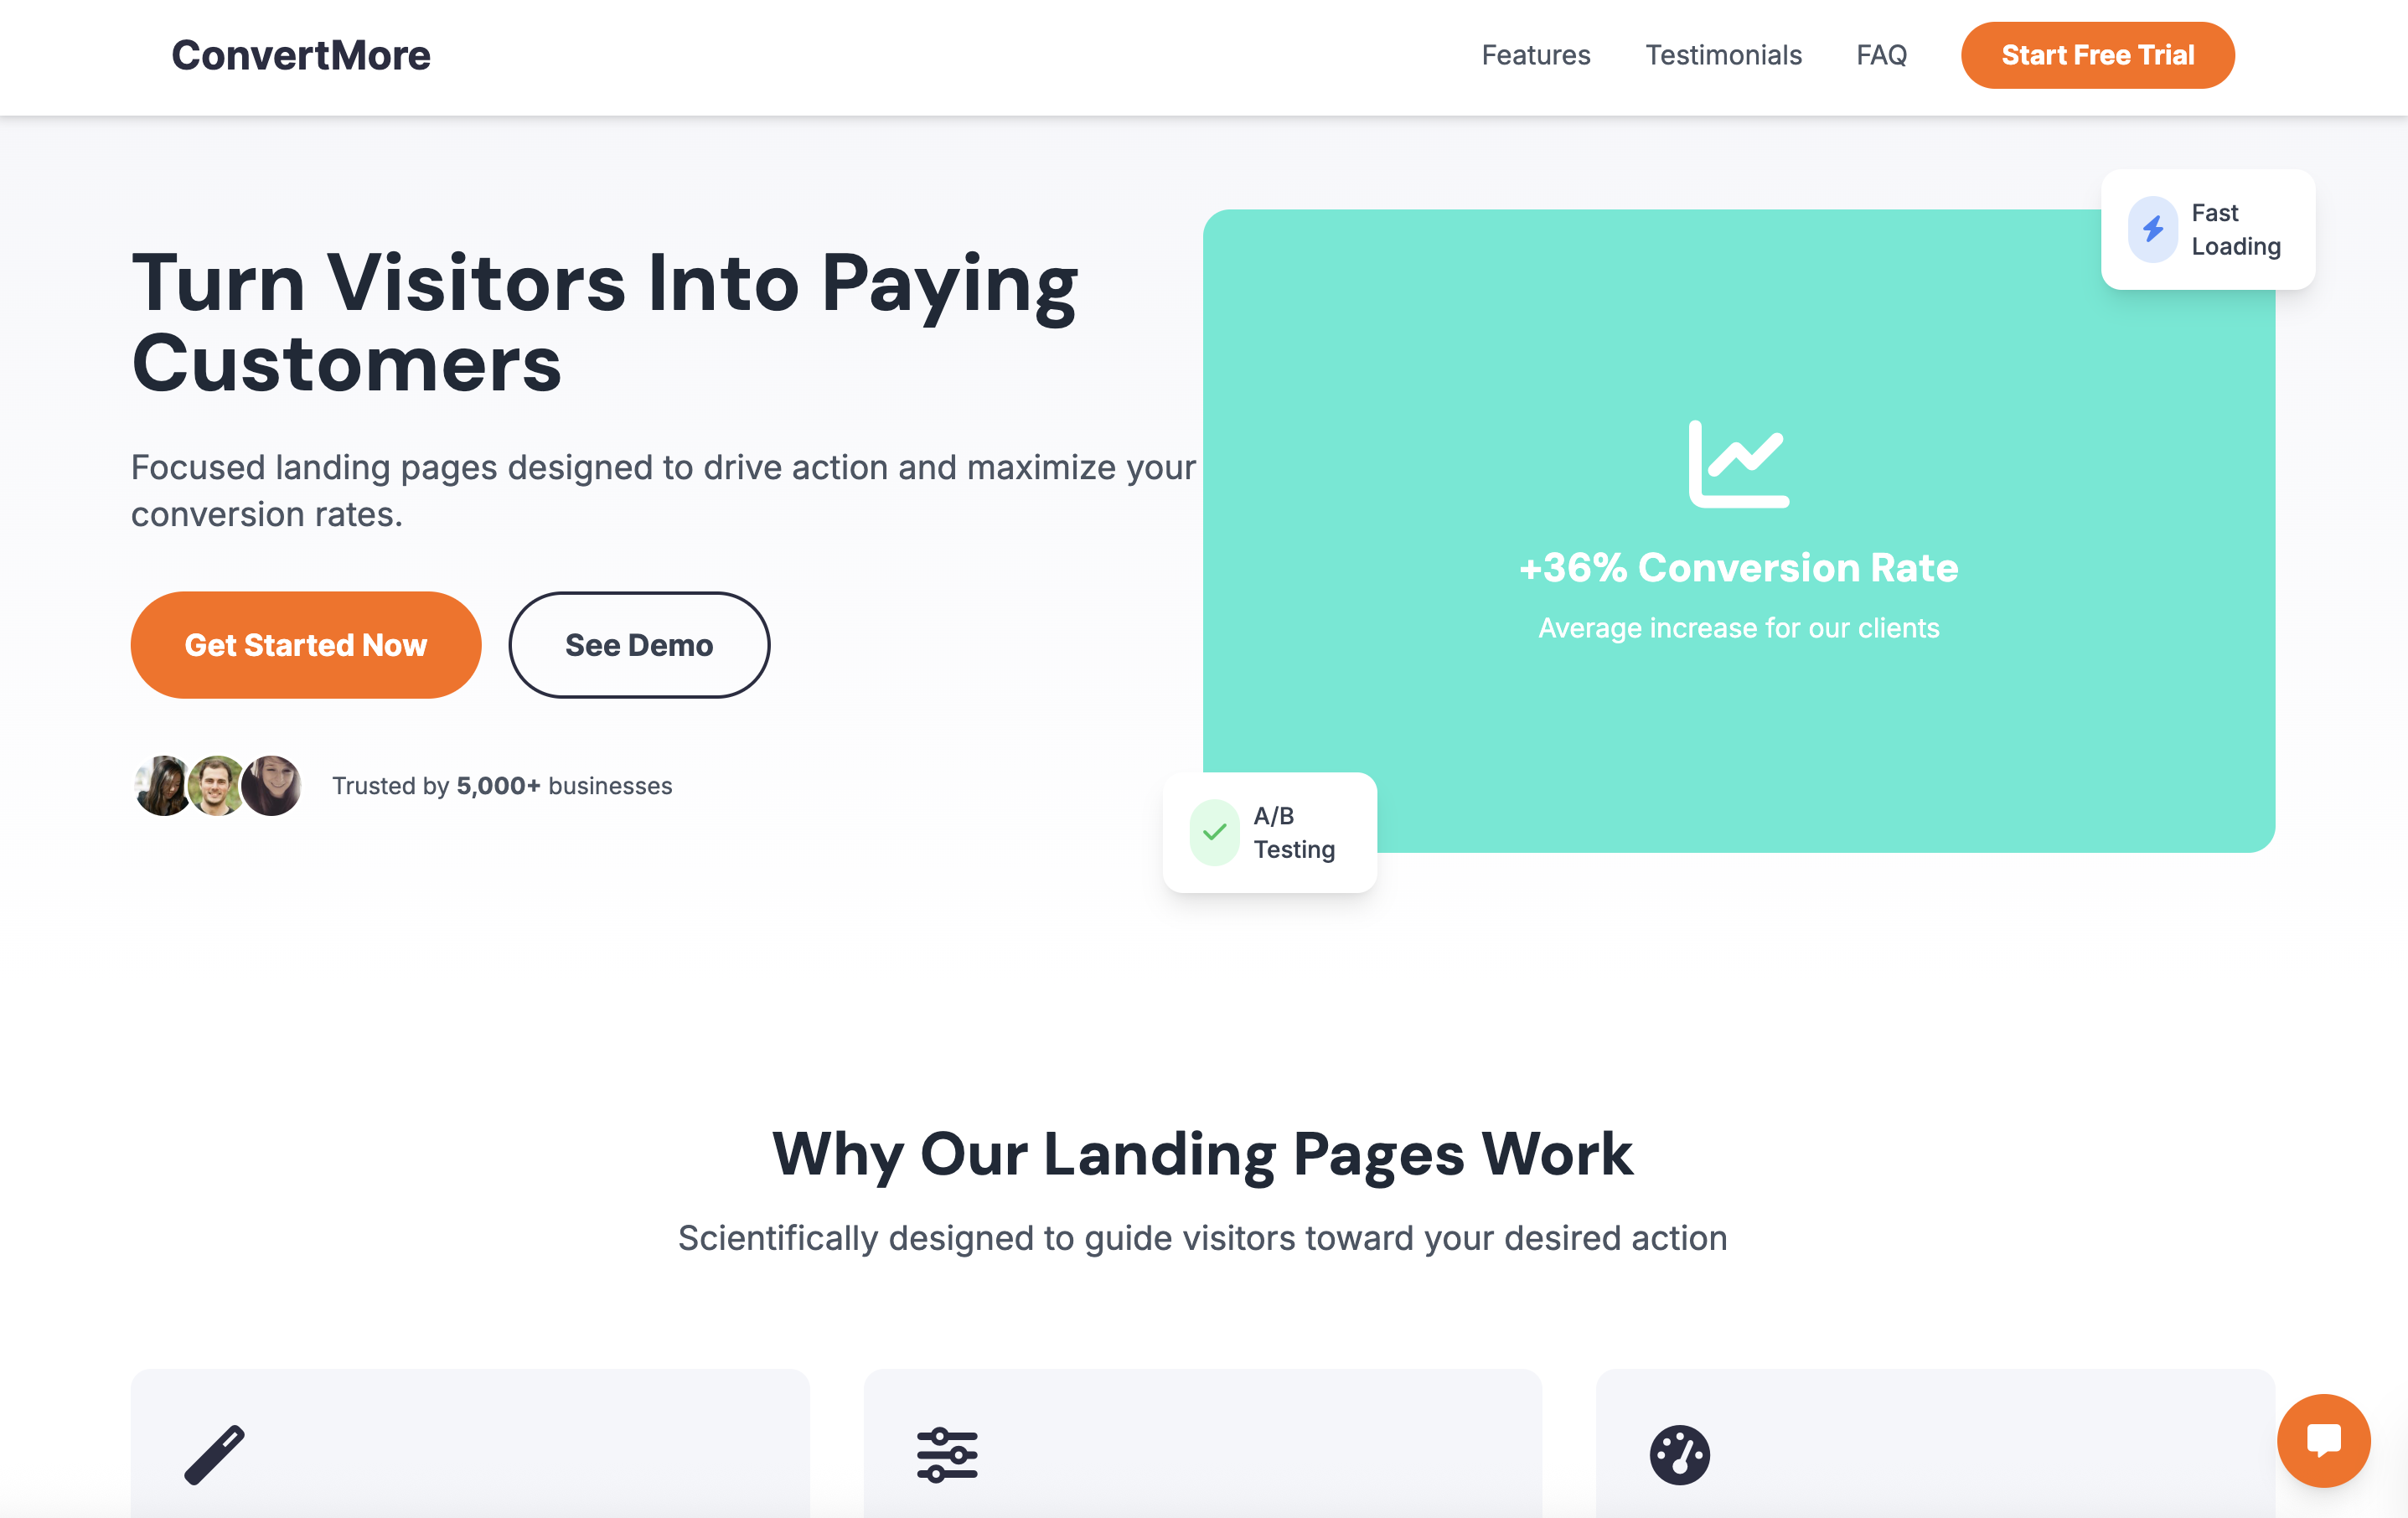 ConvertMore
Features
Testimonials
FAQ
Start Free Trial
Turn Visitors Into Paying
Customers
Focused landing pages designed to drive action and maximize your
conversion rates.
Get Started Now
See Demo
Trusted by 5,000+ businesses
Fast
Loading
+36% Conversion Rate
Average increase for our clients
A/B
Testing
Why Our Landing Pages Work
Scientifically designed to guide visitors toward your desired action